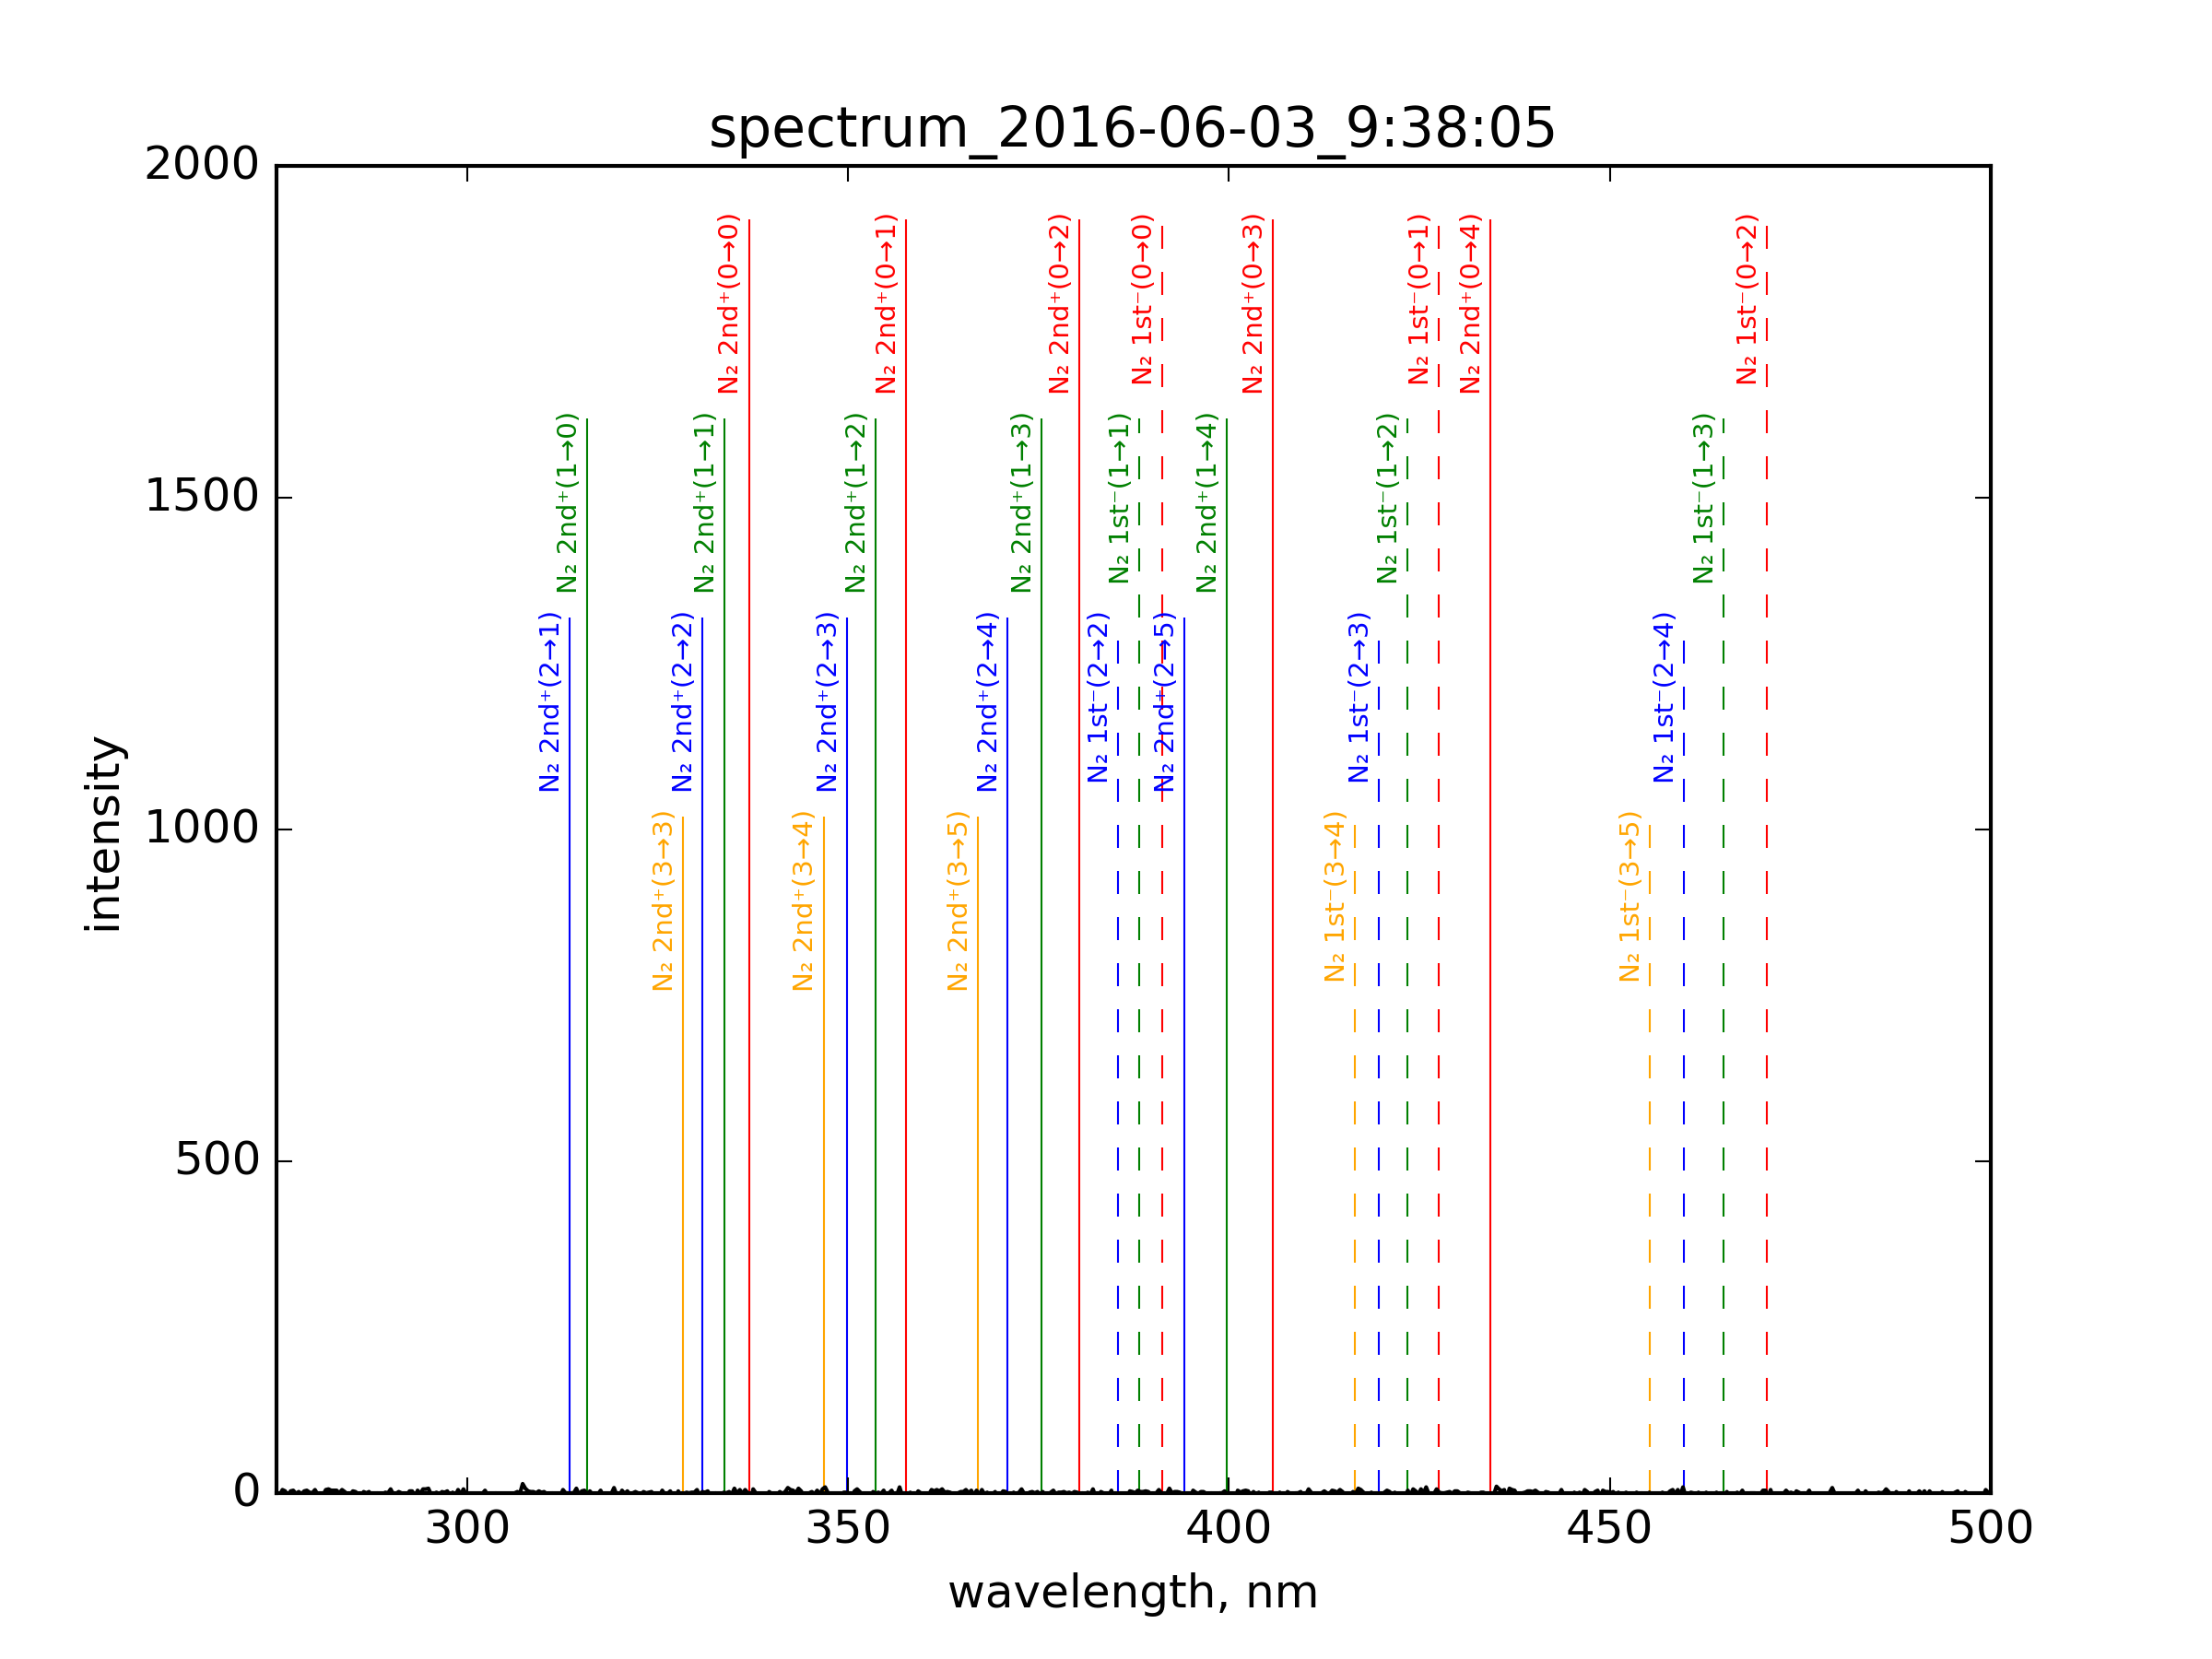 spectrum_2016-06-03_9:38:05
2000
1500
1000
500
0
intensity
N₂ 2nd⁺(0→0)
N₂ 2nd⁺(0→1)
N₂ 2nd⁺(0→2)
N₂ 1st⁻(0→0)
N₂ 2nd⁺(0→3)
N₂ 1st⁻(0→1)
N₂ 2nd⁺(0→4)
N₂ 1st⁻(0→2)
N₂ 2nd⁺(1→0)
N₂ 2nd⁺(1→1)
N₂ 2nd⁺(1→2)
N₂ 2nd⁺(1→3)
N₂ 1st⁻(1→1)
N₂ 2nd⁺(1→4)
N₂ 1st⁻(1→2)
N₂ 1st⁻(1→3)
N₂ 2nd⁺(2→1)
N₂ 2nd⁺(2→2)
N₂ 2nd⁺(2→3)
N₂ 2nd⁺(2→4)
N₂ 1st⁻(2→2)
N₂ 2nd⁺(2→5)
N₂ 1st⁻(2→3)
N₂ 1st⁻(2→4)
N₂ 2nd⁺(3→3)
N₂ 2nd⁺(3→4)
N₂ 2nd⁺(3→5)
N₂ 1st⁻(3→4)
N₂ 1st⁻(3→5)
300 350 400 450 500
wavelength, nm